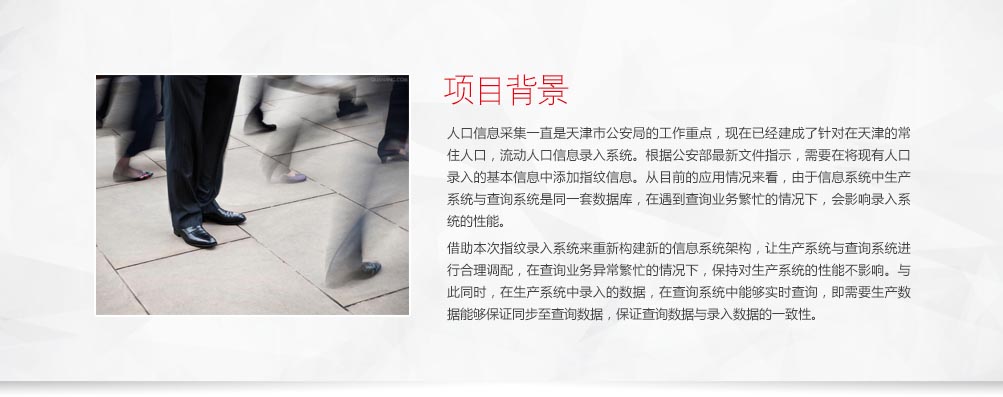 项目背景
人口信息采集一直是天津市公安局的工作重点，现在已经建成了针对在天津的常
住人口，流动人口信息录入系统。根据公安部最新文件指示，需要在将现有人口
录入的基本信息中添加指纹信息。从目前的应用情况来看，由于信息系统中生产
系统与查询系统是同一套数据库，在遇到查询业务繁忙的情况下，会影响录入系
统的性能。
借助本次指纹录入系统来重新构建新的信息系统架构，让生产系统与查询系统进
行合理调配，在查询业务异常繁忙的情况下，保持对生产系统的性能不影响。与
此同时，在生产系统中录入的数据，在查询系统中能够实时查询，即需要生产数
据能够保证同步至查询数据，保证查询数据与录入数据的一致性。